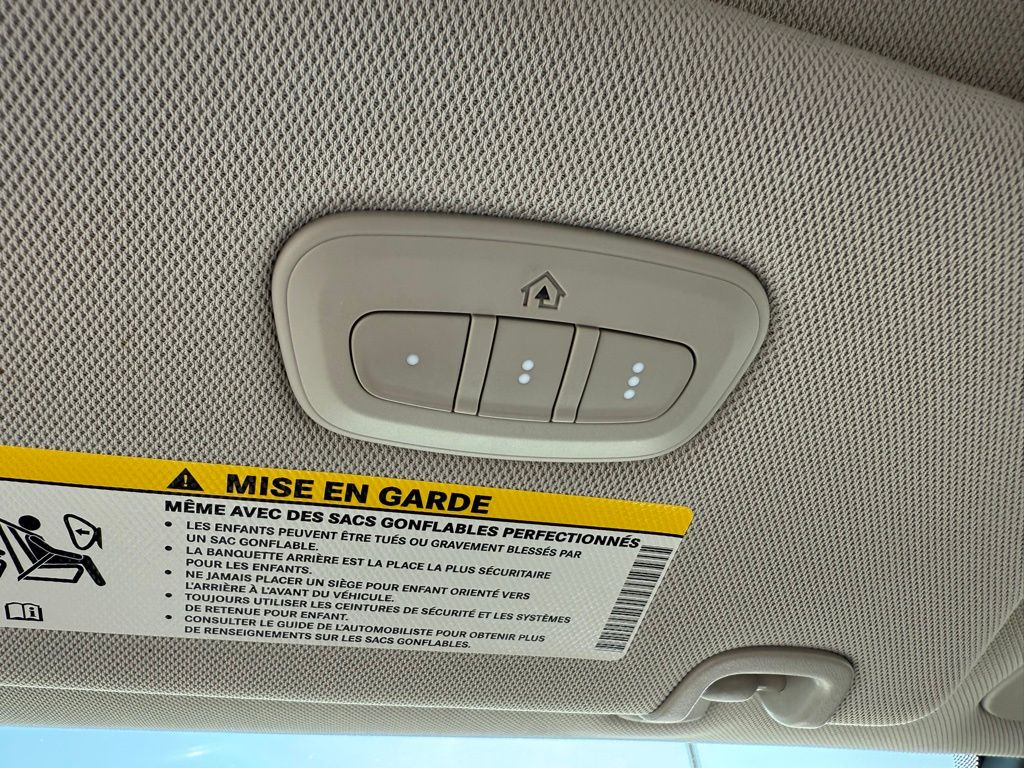 MISE EN GARDE
MÊME AVEC DES SACS GONFLABLES PERFECTIONNÉS
• LES ENFANTS PEUVENT ÊTRE TUÉS OU GRAVEMENT BLESSÉS PAR
UN SAC GONFLABLE.
• LA BANQUETTE ARRIÈRE EST LA PLACE LA PLUS SÉCURITAIRE
POUR LES ENFANTS.
• NE JAMAIS PLACER UN SIÈGE POUR ENFANT ORIENTÉ VERS
L'ARRIÈRE À L'AVANT DU VÉHICULE.
• TOUJOURS UTILISER LES CEINTURES DE SÉCURITÉ ET LES SYSTÈMES
DE RETENUE POUR ENFANT.
• CONSULTER LE GUIDE DE L'AUTOMOBILISTE POUR OBTENIR PLUS
DE RENSEIGNEMENTS SUR LES SACS GONFLABLES.